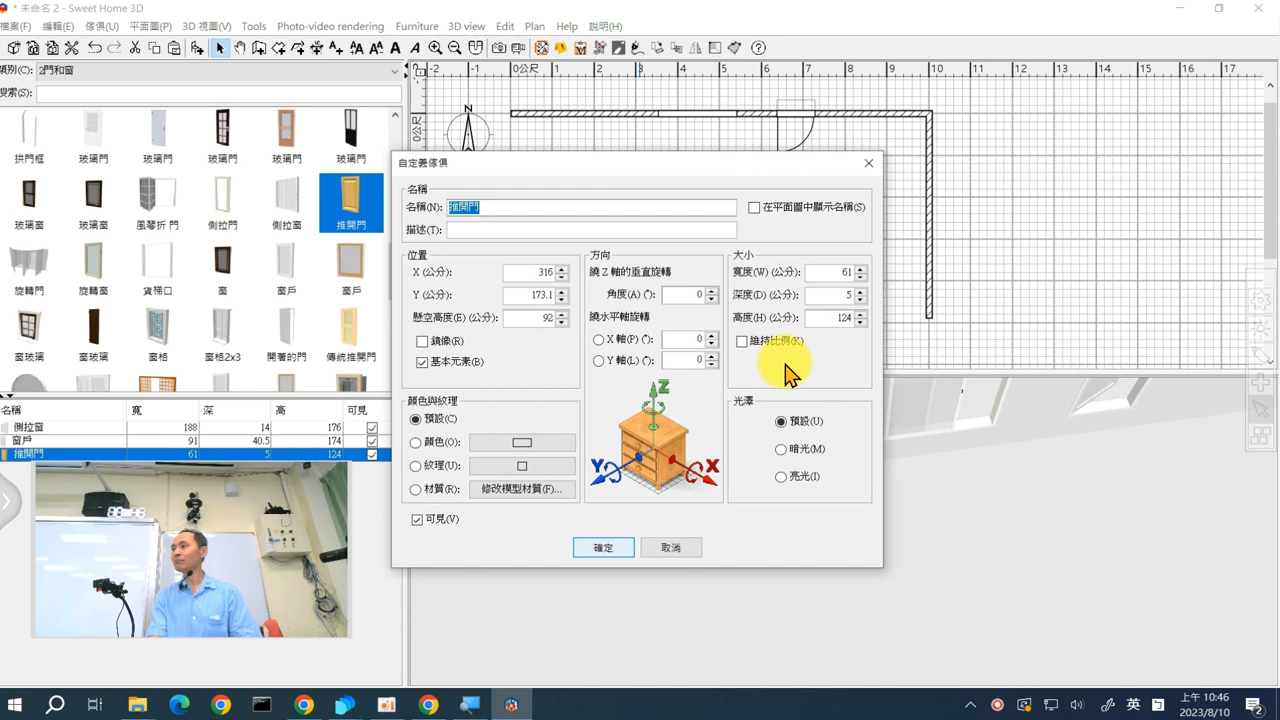 * 未命名 2 - Sweet Home 3D
檔案(F) 編輯(E) 傢俱(U) 平面圖(P) 3D 視圖(V) Tools Photo-video rendering Furniture 3D view Edit Plan Help 說明(H)
類別(C): 2門和窗
搜索(S):
拱門框 玻璃門 玻璃門 玻璃門 玻璃門 玻璃門
玻璃窗 玻璃窗 風琴折 門 側拉門 側拉窗 推開門
旋轉門 旋轉窗 貨梯口 窗 窗戶 窗戶
窗玻璃 窗玻璃 窗格 窗格2x3 開著的門 傳統推開門
名稱 寬 深 高 可見
側拉窗 188 14 176
窗戶 91 40.5 174
推開門 61 5 124
-2 -1 0公尺 1 2 3 4 5 6 7 8 9 10 11 12 13 14 15 16 17
0公尺
N
自定義傢俱
名稱
名稱(N): 推開門 在平面圖中顯示名稱(S)
描述(T):
位置
X (公分): 316
Y (公分): 173.1
懸空高度(E) (公分): 92
鏡像(R)
基本元素(B)
方向
繞 Z 軸的垂直旋轉
角度(A) (°): 0
繞水平軸旋轉
X 軸(P) (°): 0
Y 軸(L) (°): 0
Z
Y
X
大小
寬度(W) (公分): 61
深度(D) (公分): 5
高度(H) (公分): 124
維持比例(K)
顏色與紋理
預設(C)
顏色(O):
紋理(U):
材質(R): 修改模型材質(F)...
光澤
預設(U)
暗光(M)
亮光(I)
可見(V)
確定 取消
英
上午 10:46
2023/8/10
2